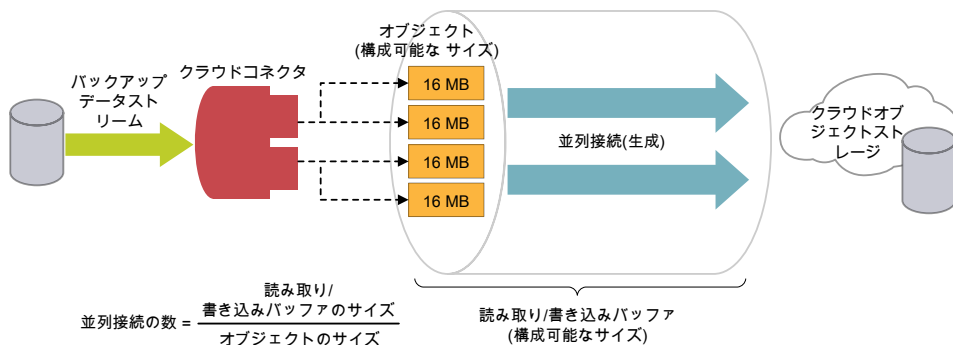 オブジェクト
(構成可能な サイズ)
クラウドコネクタ
バックアップ
データスト
リーム
16 MB
16 MB
16 MB
16 MB
並列接続(生成)
クラウドオブ
ジェクトスト
レージ
並列接続の数 =
読み取り/
書き込みバッファのサイズ
オブジェクトのサイズ
読み取り/書き込みバッファ
(構成可能なサイズ)